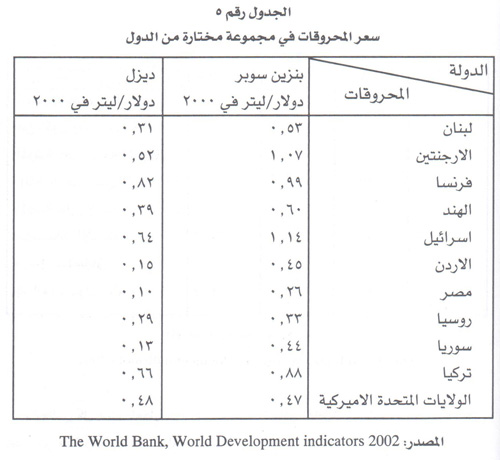 الجدول رقم ٥
سعر المحروقات في مجموعة مختارة من الدول
الدولة
المحروقات
بنزين سوبر
دولار/ليتر في ٢٠٠٠
ديزل
دولار/ليتر في ٢٠٠٠
لبنان ٠,٥٣ ٠,٣١
الارجنتين ١,٠٧ ٠,٥٢
فرنسا ٠,٩٩ ٠,٨٢
الهند ٠,٦٠ ٠,٣٩
اسرائيل ١,١٤ ٠,٦٤
الاردن ٠,٤٥ ٠,١٥
مصر ٠,٢٦ ٠,١٠
روسيا ٠,٣٣ ٠,٢٩
سوريا ٠,٤٤ ٠,١٣
تركيا ٠,٨٨ ٠,٦٦
الولايات المتحدة الاميركية ٠,٤٧ ٠,٤٨
المصدر: The World Bank, World Development indicators 2002